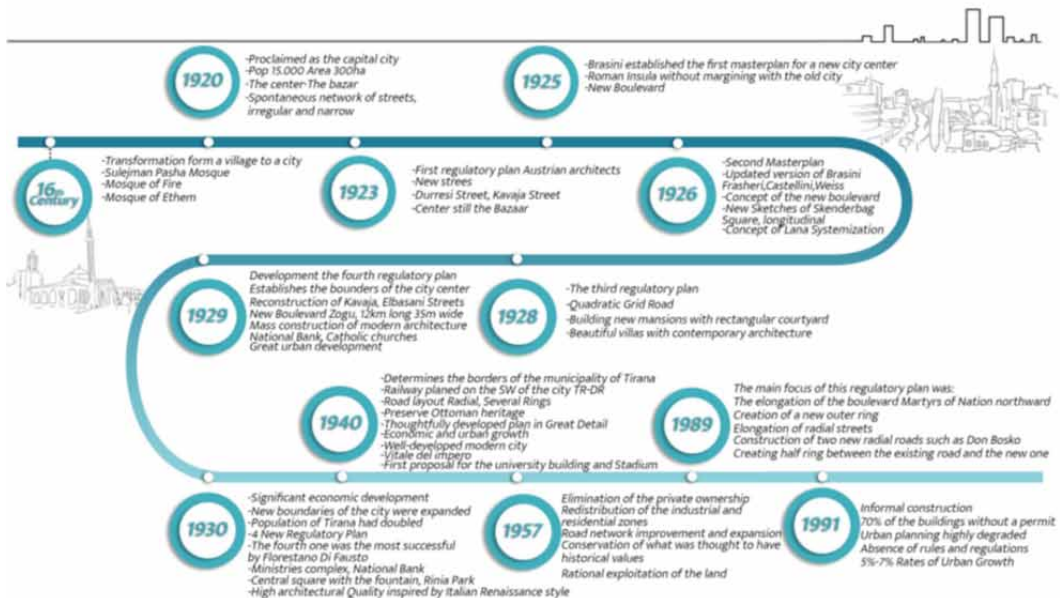 1920
-Proclaimed as the capital city
-Pop 15.000 Area 300ha
-The center-The bazar
-Spontaneous network of streets,
irregular and narrow
1925
-Brasini established the first masterplan for a new city center
-Roman Insula without margining with the old city
-New Boulevard
16th
Century
-Transformation form a village to a city
-Sulejman Pasha Mosque
-Mosque of Fire
-Mosque of Ethem
1923
-First regulatory plan Austrian architects
-New strees
-Durresi Street, Kavaja Street
-Center still the Bazaar
1926
-Second Masterplan
-Updated version of Brasini
Frasheri,Castellini,Weiss
-Concept of the new boulevard
-New Sketches of Skenderbag
Square, longitudinal
-Concept of Lana Systemization
1929
Development the fourth regulatory plan
Establishes the bounders of the city center
Reconstruction of Kavaja, Elbasani Streets
New Boulevard Zogu, 12km long 35m wide
Mass construction of modern architecture
National Bank, Catholic churches
Great urban development
1928
-The third regulatory plan
-Quadratic Grid Road
-Building new mansions with rectangular courtyard
-Beautiful villas with contemporary architecture
1940
-Determines the borders of the municipality of Tirana
-Railway planed on the SW of the city TR-DR
-Road layout Radial, Several Rings
-Preserve Ottoman heritage
-Thoughtfully developed plan in Great Detail
-Economic and urban growth
-Well-developed modern city
-Vitale del impero
-First proposal for the university building and Stadium
1989
The main focus of this regulatory plan was:
The elongation of the boulevard Martyrs of Nation northward
Creation of a new outer ring
Elongation of radial streets
Construction of two new radial roads such as Don Bosko
Creating half ring between the existing road and the new one
1930
-Significant economic development
-New boundaries of the city were expanded
-Population of Tirana had doubled
-4 New Regulatory Plan
-The fourth one was the most successful
by Florestano Di Fausto
-Ministries complex, National Bank
-Central square with the fountain, Rinia Park
-High architectural Quality inspired by Italian Renaissance style
1957
Elimination of the private ownership
Redistribution of the industrial and
residential zones
Road network improvement and expansion
Conservation of what was thought to have
historical values
Rational exploitation of the land
1991
Informal construction
70% of the buildings without a permit
Urban planning highly degraded
Absence of rules and regulations
5%-7% Rates of Urban Growth